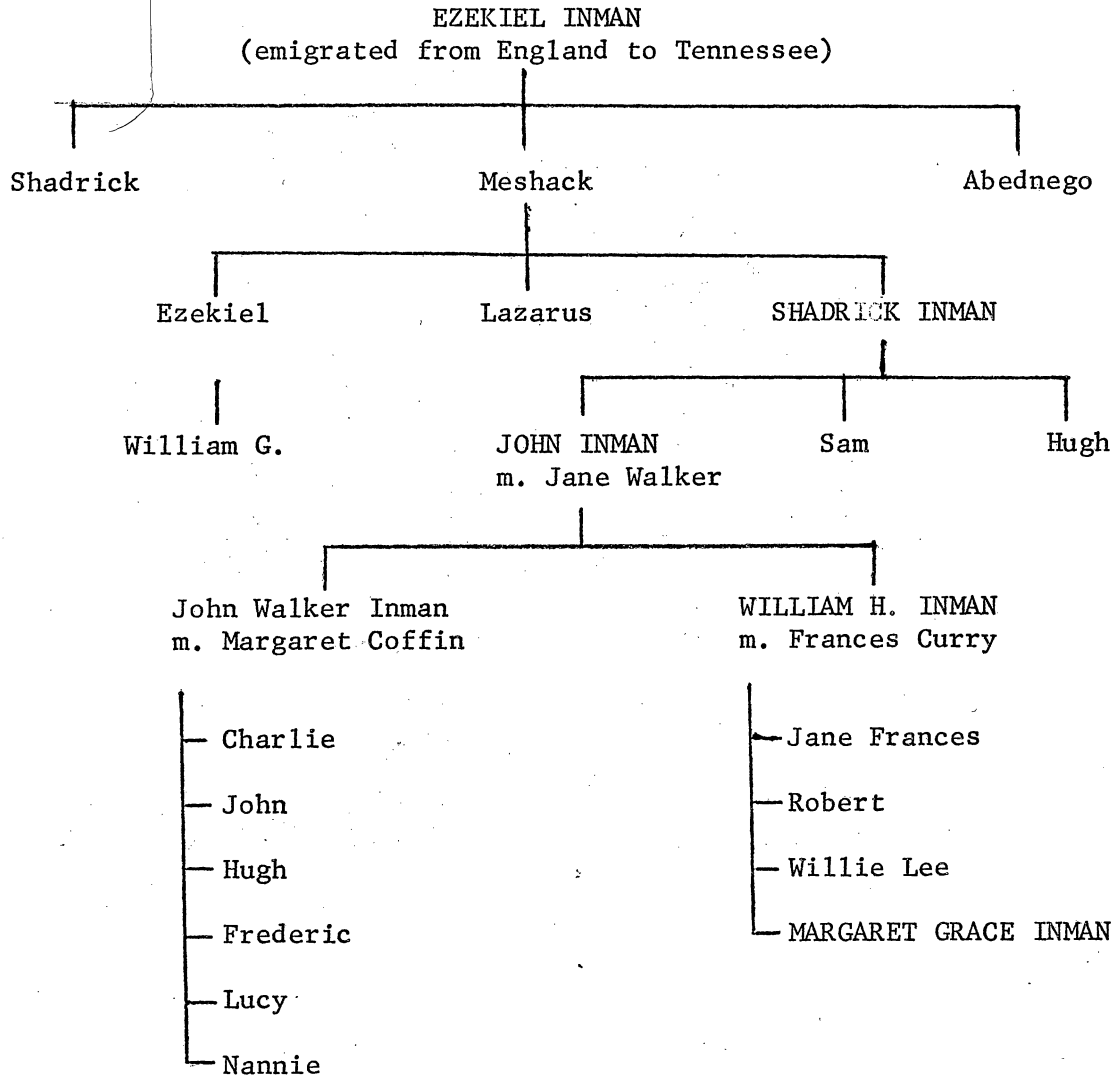 EZEKIEL INMAN
(emigrated from England to Tennessee)
Shadrick Meshack Abednego
Ezekiel Lazarus SHADRICK INMAN
William G. JOHN INMAN Sam Hugh
m. Jane Walker
John Walker Inman WILLIAM H. INMAN
m. Margaret Coffin m. Frances Curry
Charlie Jane Frances
John Robert
Hugh Willie Lee
Frederic MARGARET GRACE INMAN
Lucy
Nannie